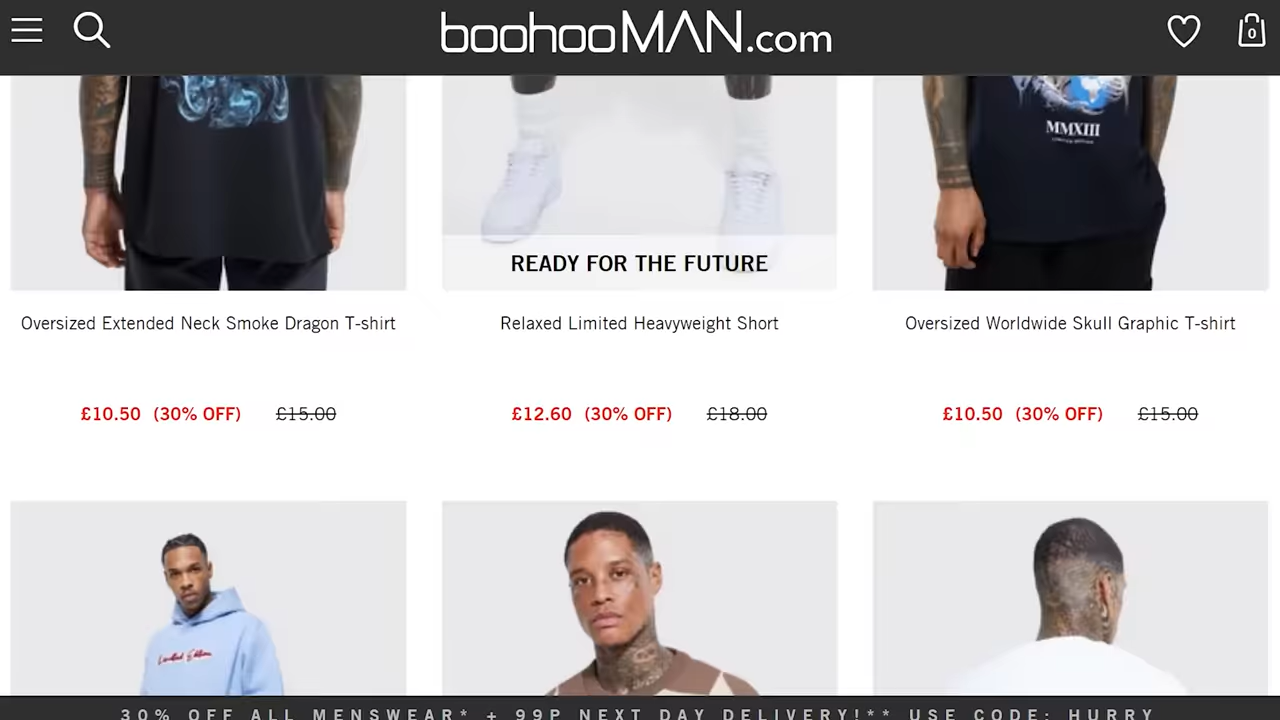 boohooMAN.com
0
MMXIII
READY FOR THE FUTURE
Oversized Extended Neck Smoke Dragon T-shirt
Relaxed Limited Heavyweight Short
Oversized Worldwide Skull Graphic T-shirt
£10.50 (30% OFF) £15.00
£12.60 (30% OFF) £18.00
£10.50 (30% OFF) £15.00
Limited Edition
30% OFF ALL MENSWEAR* + 99P NEXT DAY DELIVERY!** USE CODE: HURRY